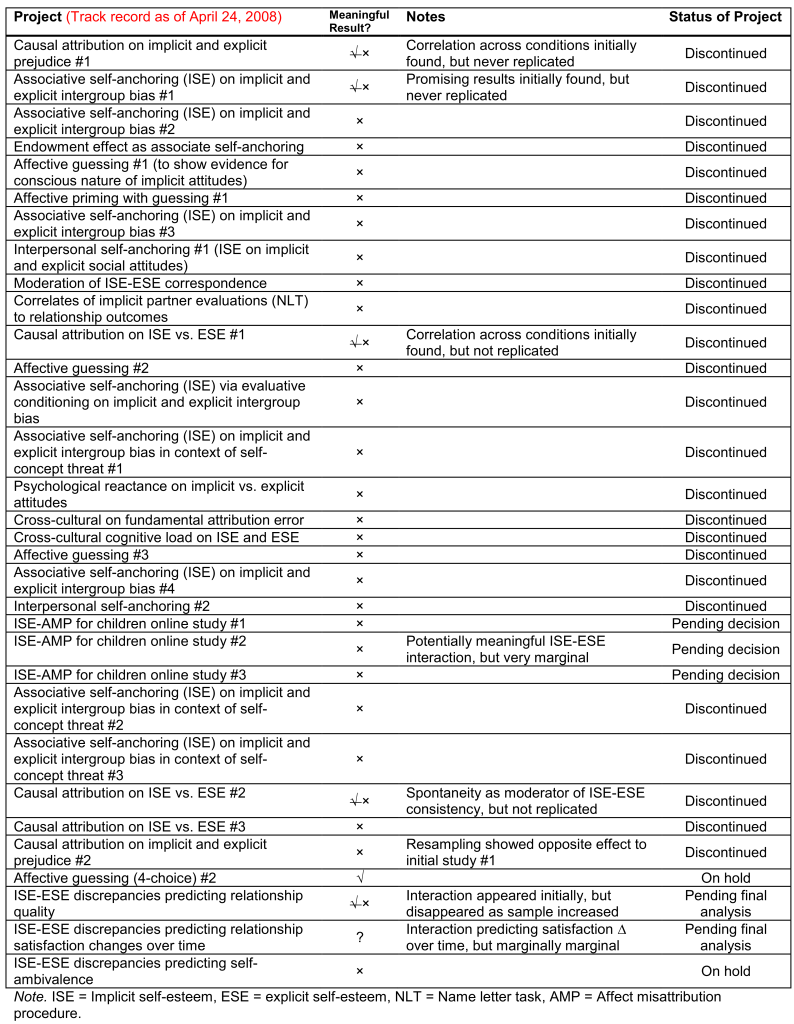 Project (Track record as of April 24, 2008) Meaningful Result? Notes Status of Project
Causal attribution on implicit and explicit
prejudice #1 √× Correlation across conditions initially
found, but never replicated Discontinued
Associative self-anchoring (ISE) on implicit and
explicit intergroup bias #1 √× Promising results initially found, but
never replicated Discontinued
Associative self-anchoring (ISE) on implicit and
explicit intergroup bias #2 × Discontinued
Endowment effect as associate self-anchoring × Discontinued
Affective guessing #1 (to show evidence for
conscious nature of implicit attitudes) × Discontinued
Affective priming with guessing #1 × Discontinued
Associative self-anchoring (ISE) on implicit and
explicit intergroup bias #3 × Discontinued
Interpersonal self-anchoring #1 (ISE on implicit
and explicit social attitudes) × Discontinued
Moderation of ISE-ESE correspondence × Discontinued
Correlates of implicit partner evaluations (NLT)
to relationship outcomes × Discontinued
Causal attribution on ISE vs. ESE #1 √× Correlation across conditions initially
found, but not replicated Discontinued
Affective guessing #2 × Discontinued
Associative self-anchoring (ISE) via evaluative
conditioning on implicit and explicit intergroup
bias × Discontinued
Associative self-anchoring (ISE) on implicit and
explicit intergroup bias in context of self-
concept threat #1 × Discontinued
Psychological reactance on implicit vs. explicit
attitudes × Discontinued
Cross-cultural on fundamental attribution error × Discontinued
Cross-cultural cognitive load on ISE and ESE × Discontinued
Affective guessing #3 × Discontinued
Associative self-anchoring (ISE) on implicit and
explicit intergroup bias #4 × Discontinued
Interpersonal self-anchoring #2 × Discontinued
ISE-AMP for children online study #1 × Pending decision
ISE-AMP for children online study #2 × Potentially meaningful ISE-ESE
interaction, but very marginal Pending decision
ISE-AMP for children online study #3 × Pending decision
Associative self-anchoring (ISE) on implicit and
explicit intergroup bias in context of self-
concept threat #2 × Discontinued
Associative self-anchoring (ISE) on implicit and
explicit intergroup bias in context of self-
concept threat #3 × Discontinued
Causal attribution on ISE vs. ESE #2 √× Spontaneity as moderator of ISE-ESE
consistency, but not replicated Discontinued
Causal attribution on ISE vs. ESE #3 × Discontinued
Causal attribution on implicit and explicit
prejudice #2 × Resampling showed opposite effect to
initial study #1 Discontinued
Affective guessing (4-choice) #2 √ On hold
ISE-ESE discrepancies predicting relationship
quality √× Interaction appeared initially, but
disappeared as sample increased Pending final
analysis
ISE-ESE discrepancies predicting relationship
satisfaction changes over time ? Interaction predicting satisfaction Δ
over time, but marginally marginal Pending final
analysis
ISE-ESE discrepancies predicting self-
ambivalence × On hold
Note. ISE = Implicit self-esteem, ESE = explicit self-esteem, NLT = Name letter task, AMP = Affect misattribution
procedure.